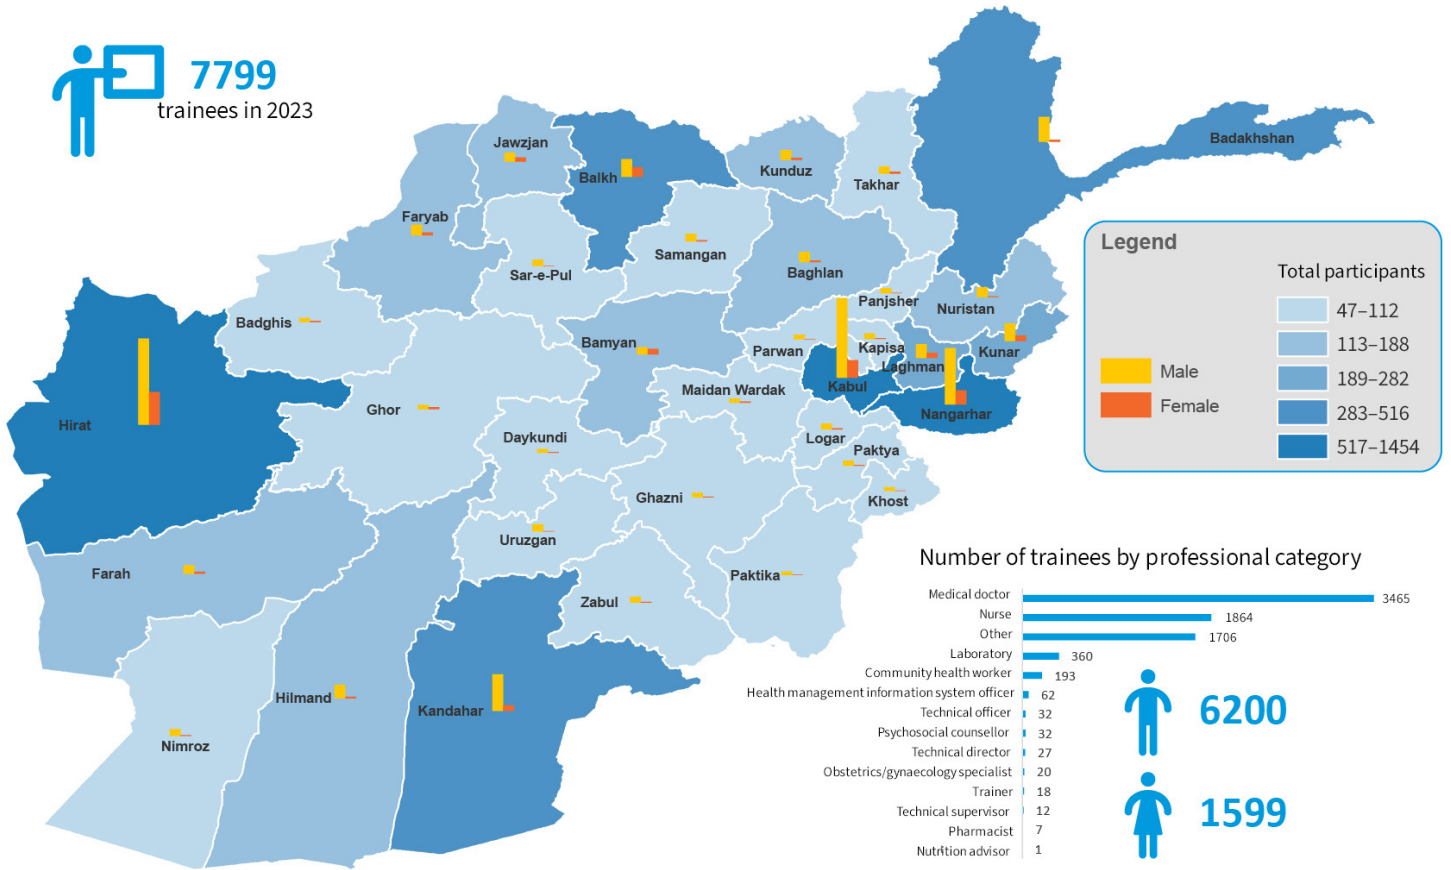 7799
trainees in 2023
Jawzjan
Balkh
Kunduz
Takhar
Badakhshan
Faryab
Sar-e-Pul
Samangan
Baghlan
Panjsher
Nuristan
Badghis
Bamyan
Parwan
Kapisa
Laghman
Kunar
Kabul
Nangarhar
Hirat
Ghor
Maidan Wardak
Daykundi
Logar
Paktya
Ghazni
Khost
Uruzgan
Farah
Paktika
Zabul
Hilmand
Kandahar
Nimroz
Legend
Total participants
47–112
113–188
189–282
283–516
517–1454
Male
Female
Number of trainees by professional category
Medical doctor 3465
Nurse 1864
Other 1706
Laboratory 360
Community health worker 193
Health management information system officer 62
Technical officer 32
Psychosocial counsellor 32
Technical director 27
Obstetrics/gynaecology specialist 20
Trainer 18
Technical supervisor 12
Pharmacist 7
Nutrition advisor 1
6200
1599